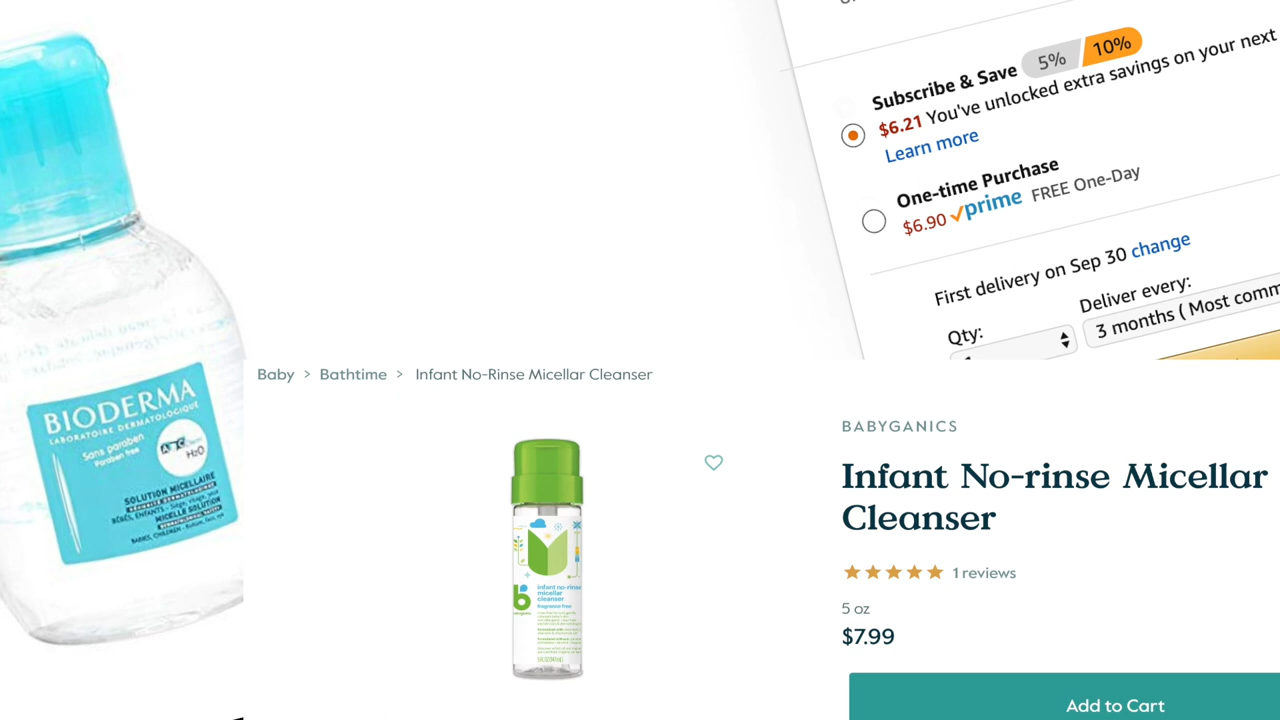 BIODERMA
LABORATOIRE DERMATOLOGIQUE
Sans paraben
Paraben free
ABCDerm
H2O
SOLUTION MICELLAIRE
MICELLE SOLUTION
Subscribe & Save 5% 10%
$6.21 You've unlocked extra savings on your next
Learn more
One-time Purchase
$6.90 prime FREE One-Day
First delivery on Sep 30 change
Qty:
Deliver every:
3 months ( Most comm
Baby > Bathtime > Infant No-Rinse Micellar Cleanser
b
infant no-rinse
micellar
cleanser
fragrance free
BABYGANICS
Infant No-rinse Micellar
Cleanser
1 reviews
5 oz
$7.99
Add to Cart